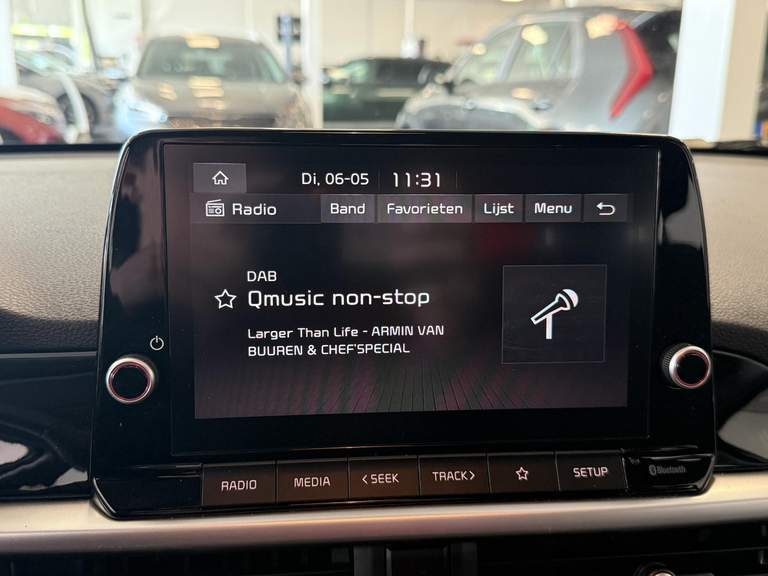 Di, 06-05 11:31
Radio Band Favorieten Lijst Menu
DAB
Qmusic non-stop
Larger Than Life - ARMIN VAN
BUUREN & CHEF'SPECIAL
RADIO MEDIA <SEEK TRACK> SETUP
Bluetooth